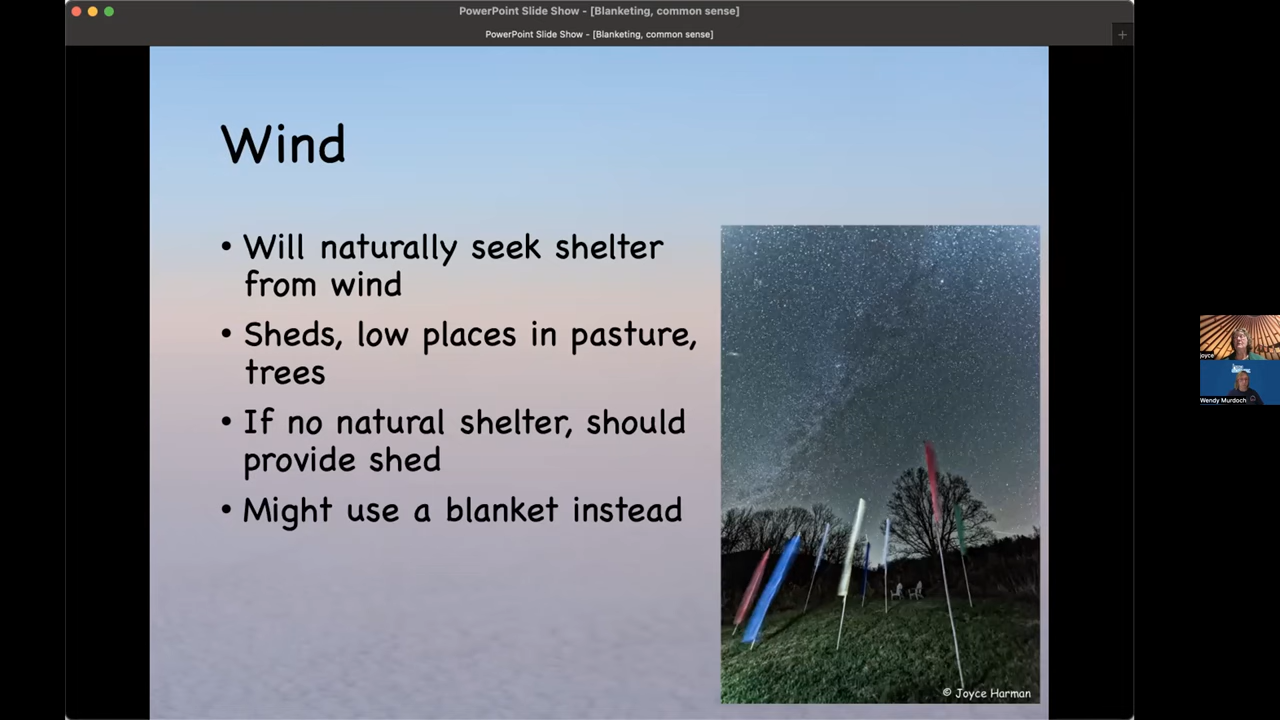 PowerPoint Slide Show - [Blanketing, common sense]
PowerPoint Slide Show - [Blanketing, common sense]
Wind
• Will naturally seek shelter
from wind
• Sheds, low places in pasture,
trees
• If no natural shelter, should
provide shed
• Might use a blanket instead
© Joyce Harman
joyce
Wendy Murdoch